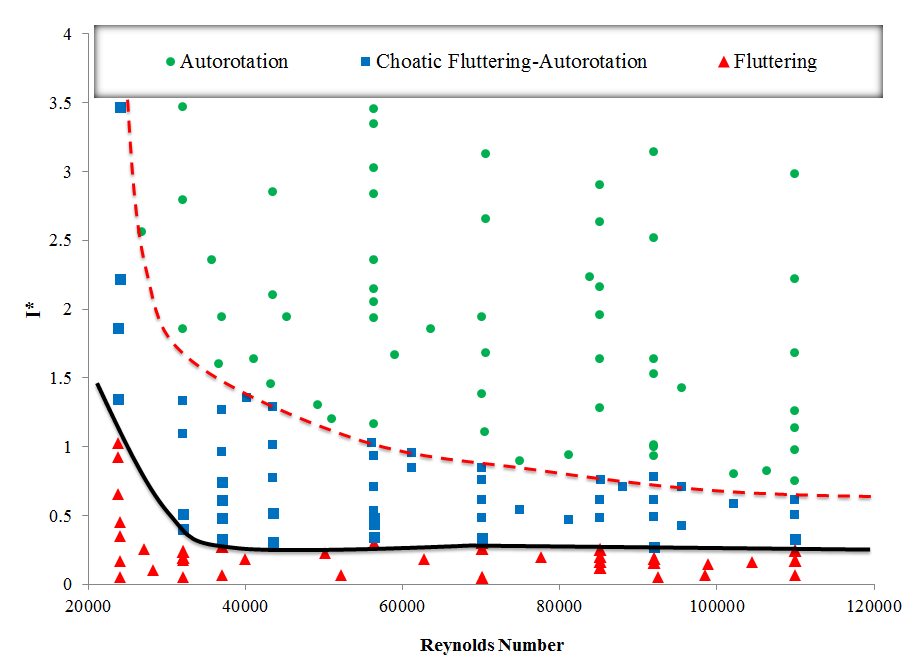 4
Autorotation Choatic Fluttering-Autorotation Fluttering
3.5
3
2.5
I*
2
1.5
1
0.5
0
20000 40000 60000 80000 100000 120000
Reynolds Number